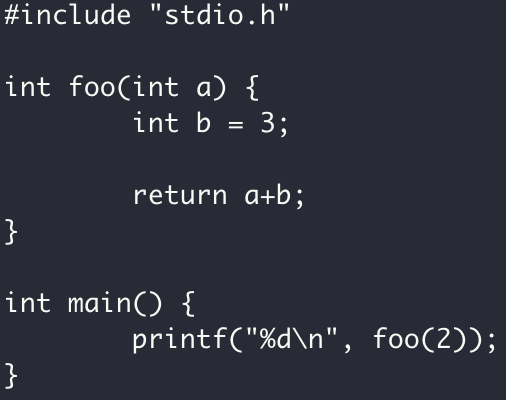 #include "stdio.h"

int foo(int a) {
        int b = 3;

        return a+b;
}

int main() {
        printf("%d\n", foo(2));
}